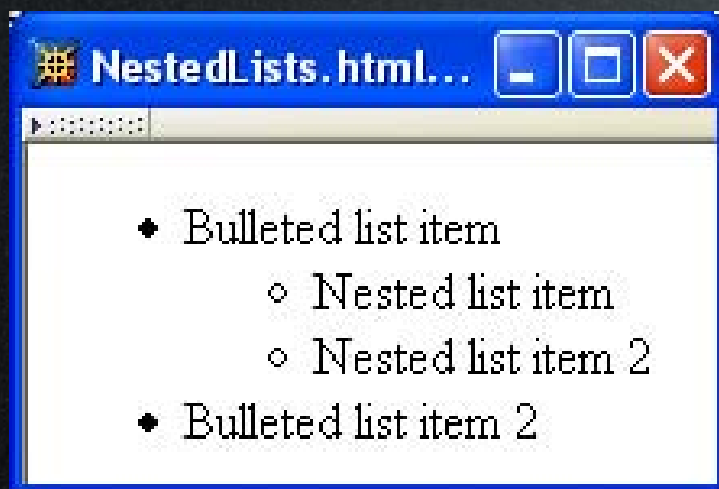 NestedLists.html...
• Bulleted list item
○ Nested list item
○ Nested list item 2
• Bulleted list item 2